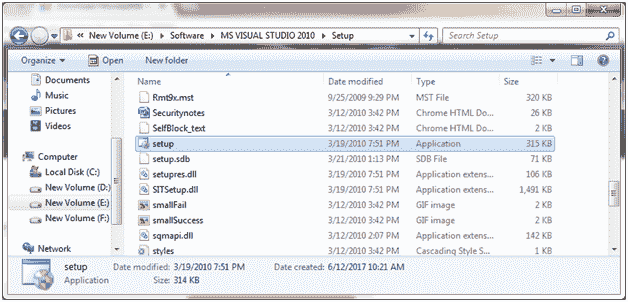 « New Volume (E:) ▸ Software ▸ MS VISUAL STUDIO 2010 ▸ Setup
Search Setup
Organize Open New folder
Documents
Music
Pictures
Videos
Computer
Local Disk (C:)
New Volume (D:)
New Volume (E:)
New Volume (F:)
Network
Name Date modified Type Size
Rmt9x.mst 9/25/2009 9:29 PM MST File 320 KB
Securitynotes 3/12/2010 3:42 PM Chrome HTML Do... 26 KB
SelfBlock_text 3/12/2010 3:42 PM Chrome HTML Do... 2 KB
setup 3/19/2010 7:51 PM Application 315 KB
setup.sdb 3/21/2010 1:13 PM SDB File 71 KB
setupres.dll 3/19/2010 7:51 PM Application extens... 106 KB
SITSetup.dll 3/19/2010 7:51 PM Application extens... 1,491 KB
smallFail 3/12/2010 3:42 PM GIF image 2 KB
smallSuccess 3/12/2010 3:42 PM GIF image 2 KB
sqmapi.dll 3/12/2010 2:07 PM Application extens... 142 KB
styles 3/12/2010 3:42 PM Cascading Style S... 1 KB
setup Date modified: 3/19/2010 7:51 PM Date created: 6/12/2017 10:21 AM
Application Size: 314 KB